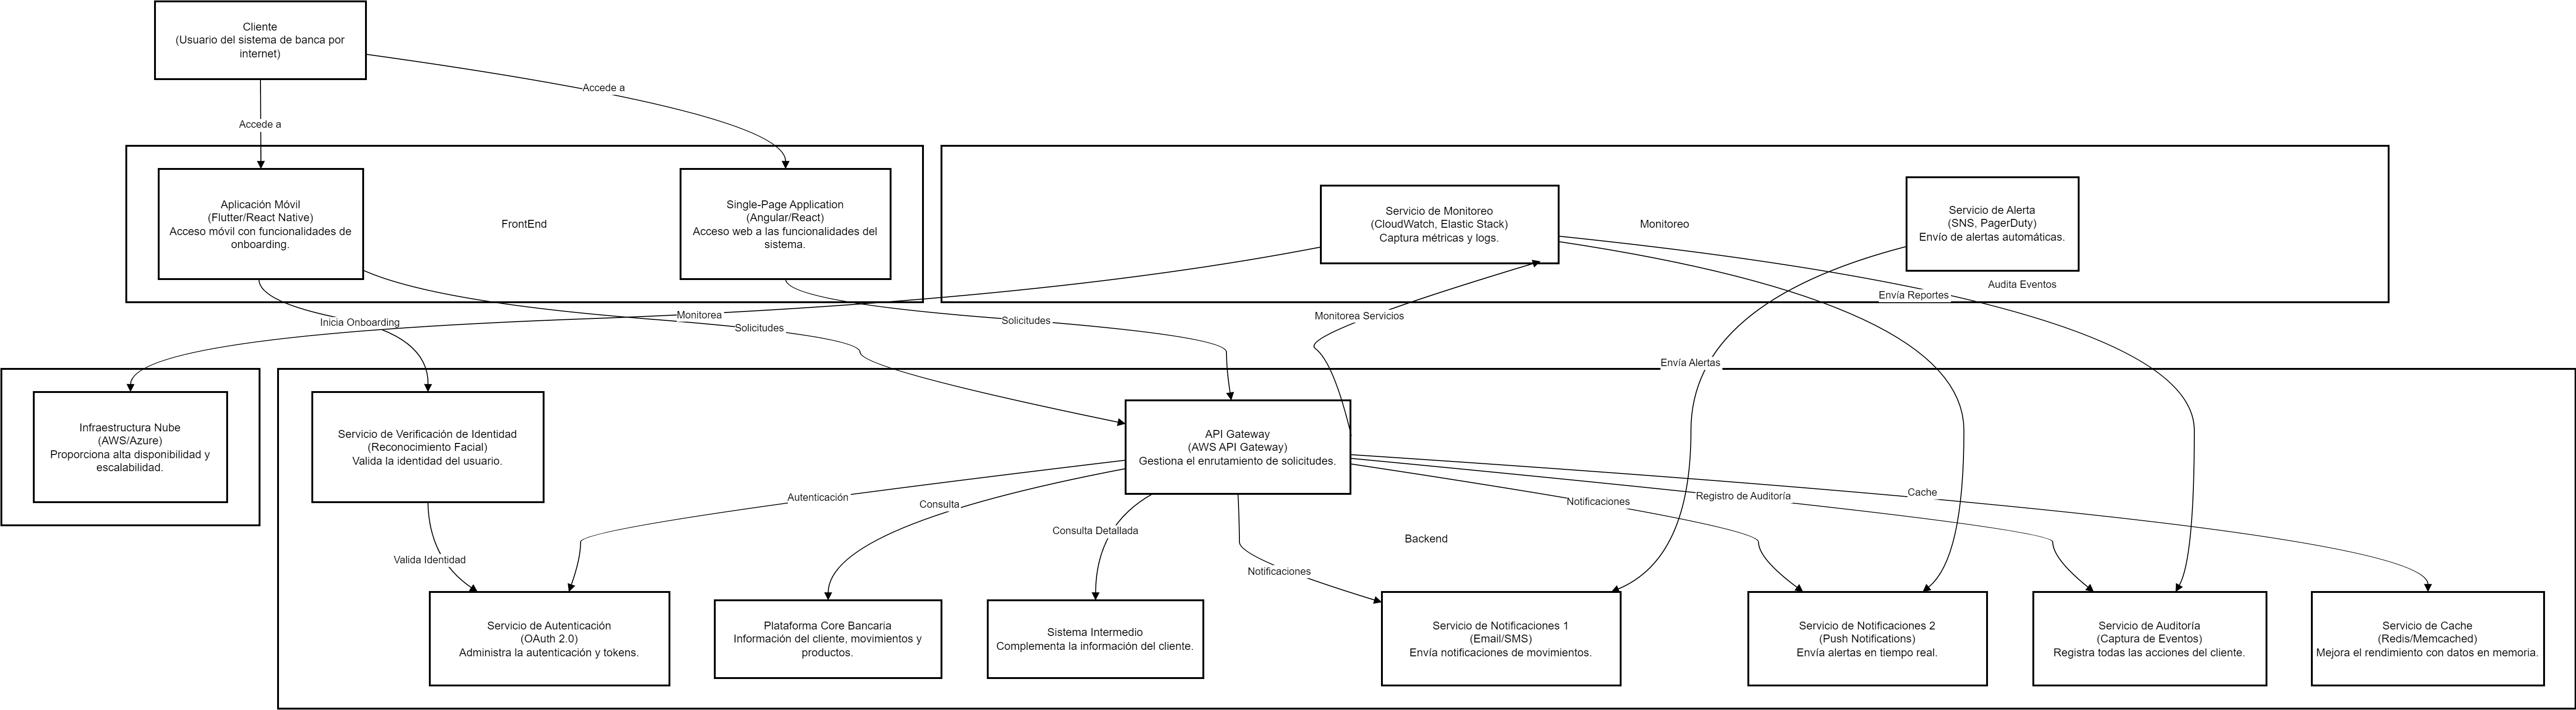 Cliente
(Usuario del sistema de banca por
internet)
Accede a
Accede a
Aplicación Móvil
(Flutter/React Native)
Acceso móvil con funcionalidades de
onboarding.
FrontEnd
Single-Page Application
(Angular/React)
Acceso web a las funcionalidades del
sistema.
Servicio de Monitoreo
(CloudWatch, Elastic Stack)
Captura métricas y logs.
Monitoreo
Servicio de Alerta
(SNS, PagerDuty)
Envío de alertas automáticas.
Audita Eventos
Envía Reportes
Inicia Onboarding
Monitorea
Solicitudes
Solicitudes
Monitorea Servicios
Envía Alertas
Infraestructura Nube
(AWS/Azure)
Proporciona alta disponibilidad y
escalabilidad.
Servicio de Verificación de Identidad
(Reconocimiento Facial)
Valida la identidad del usuario.
API Gateway
(AWS API Gateway)
Gestiona el enrutamiento de solicitudes.
Autenticación
Consulta
Consulta Detallada
Notificaciones
Registro de Auditoría
Cache
Backend
Valida Identidad
Notificaciones
Servicio de Autenticación
(OAuth 2.0)
Administra la autenticación y tokens.
Plataforma Core Bancaria
Información del cliente, movimientos y
productos.
Sistema Intermedio
Complementa la información del cliente.
Servicio de Notificaciones 1
(Email/SMS)
Envía notificaciones de movimientos.
Servicio de Notificaciones 2
(Push Notifications)
Envía alertas en tiempo real.
Servicio de Auditoría
(Captura de Eventos)
Registra todas las acciones del cliente.
Servicio de Cache
(Redis/Memcached)
Mejora el rendimiento con datos en memoria.